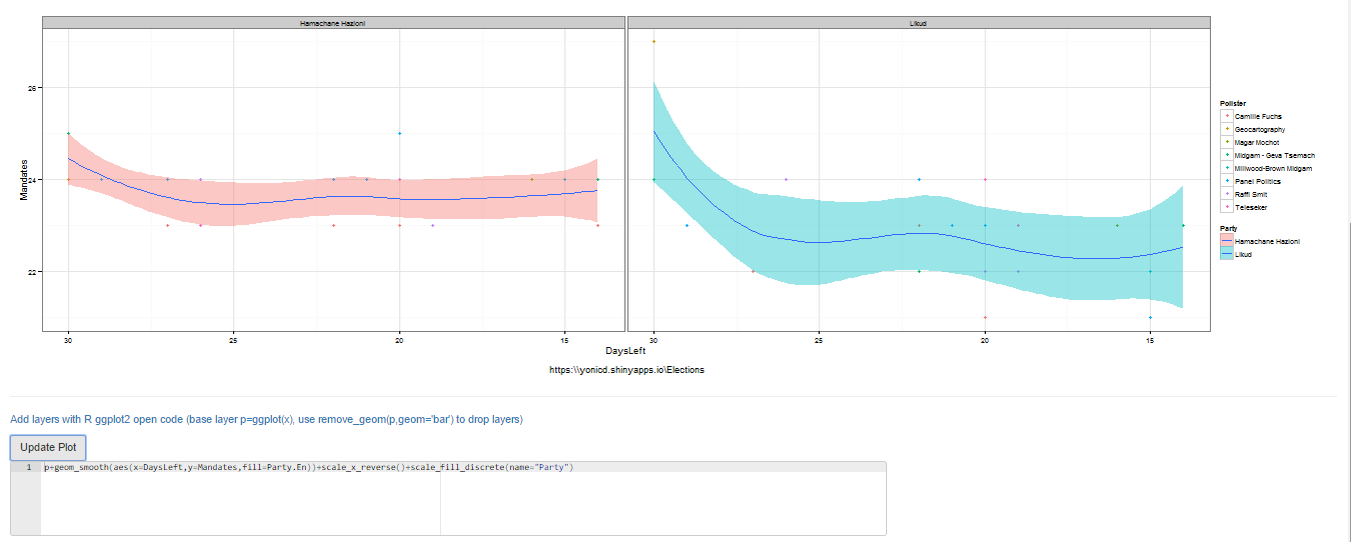 Hamachane Hazioni
Likud
26
24
22
Mandates
30
25
20
15
30
25
20
15
DaysLeft
https:\\yonicd.shinyapps.io\Elections
Pollster
Camille Fuchs
Geocartography
Magar Mochot
Midgam - Geva Tsemach
Millwood-Brown Midgam
Panel Politics
Raffi Smit
Teleseker
Party
Hamachane Hazioni
Likud
Add layers with R ggplot2 open code (base layer p=ggplot(x), use remove_geom(p,geom='bar') to drop layers)
Update Plot
1 p+geom_smooth(aes(x=DaysLeft,y=Mandates,fill=Party.En))+scale_x_reverse()+scale_fill_discrete(name="Party")